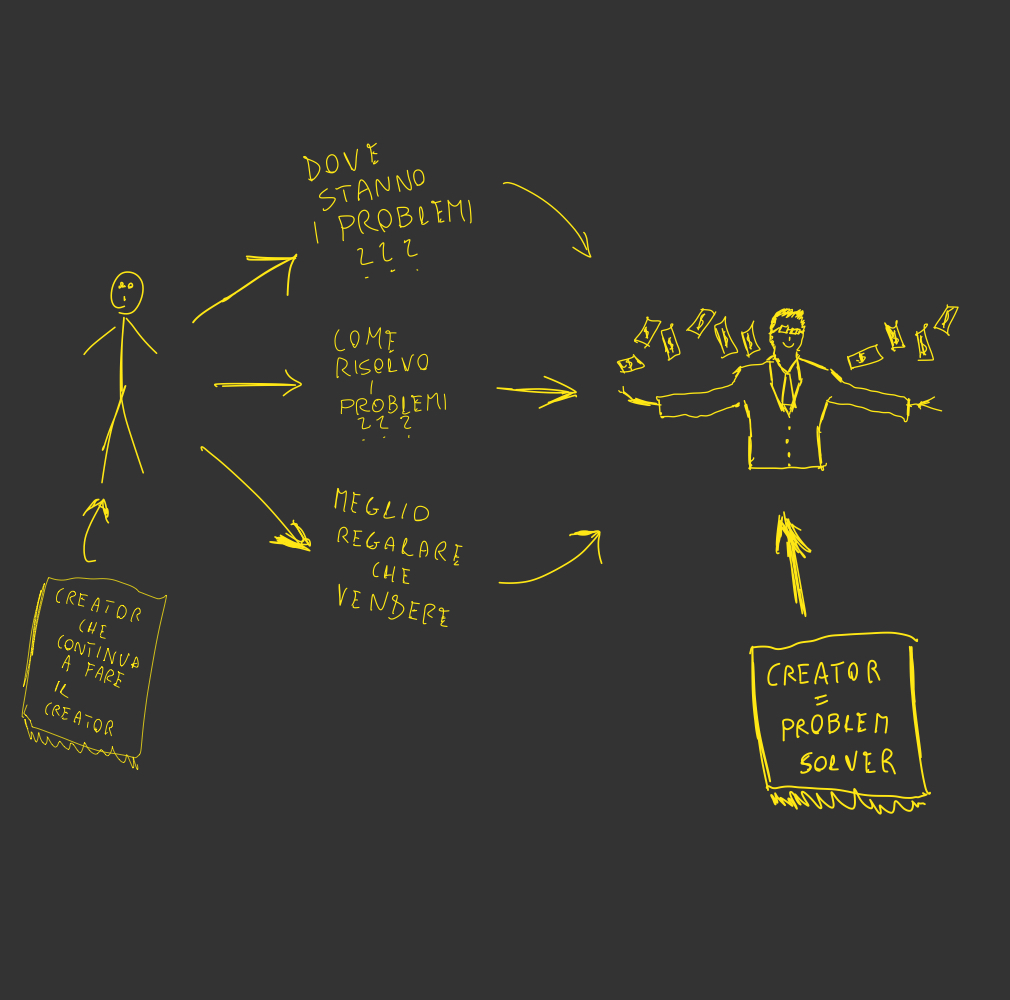 DOVE
STANNO
I PROBLEMI
???
COME
RISOLVO
I
PROBLEMI
???
MEGLIO
REGALARE
CHE
VENDERE
CREATOR
CHE
CONTINUA
A FARE
IL
CREATOR
CREATOR
=
PROBLEM
SOLVER